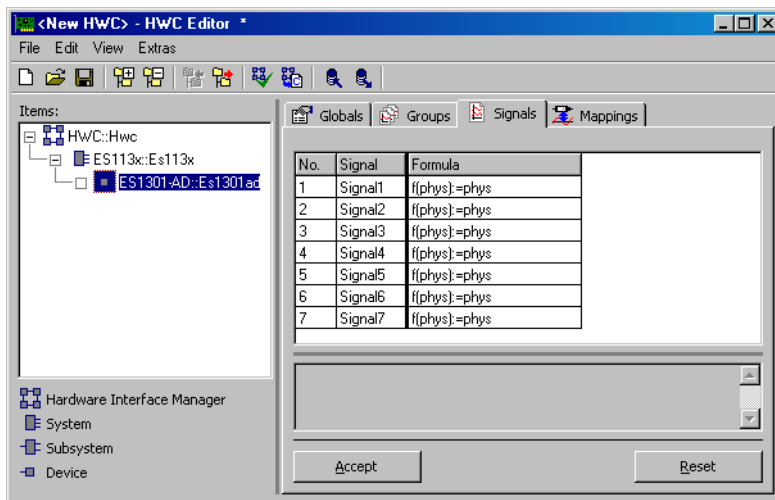 <New HWC> - HWC Editor *
File Edit View Extras
Items:
HWC::Hwc
ES113x::Es113x
ES1301-AD::Es1301ad
Hardware Interface Manager
System
Subsystem
Device
Globals Groups Signals Mappings
No. Signal Formula
1 Signal1 f(phys):=phys
2 Signal2 f(phys):=phys
3 Signal3 f(phys):=phys
4 Signal4 f(phys):=phys
5 Signal5 f(phys):=phys
6 Signal6 f(phys):=phys
7 Signal7 f(phys):=phys
Accept Reset